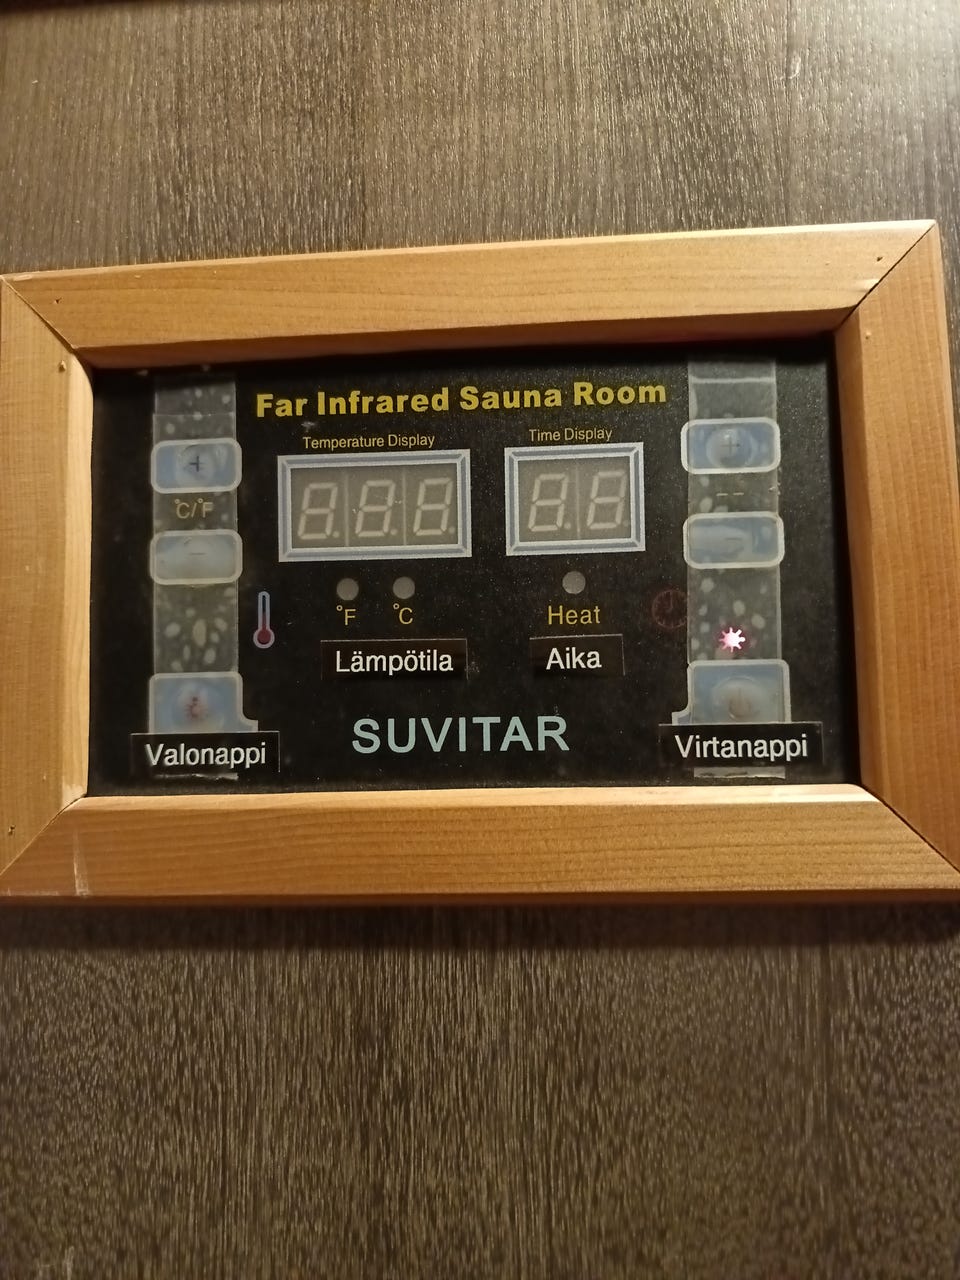 Far Infrared Sauna Room
Temperature Display
Time Display
+
+
°C/°F
-
-
°F
°C
Heat
Lämpötila
Aika
SUVITAR
Valonappi
Virtanappi